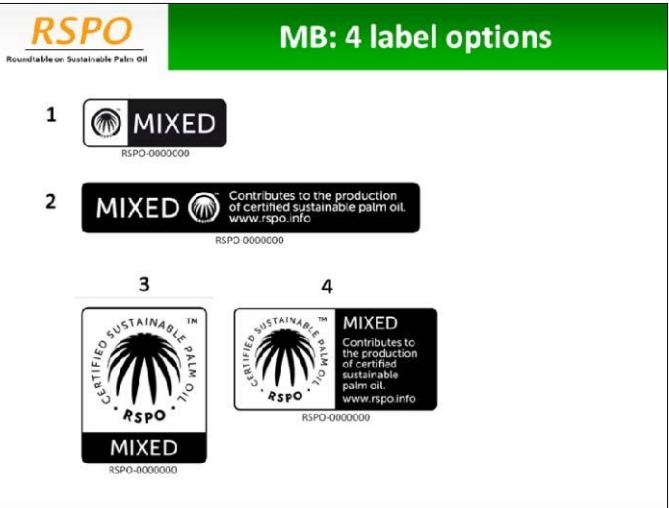 RSPO
Roundtable on Sustainable Palm Oil
MB: 4 label options
1
MIXED
RSPO-0000000
2
MIXED
Contributes to the production
of certified sustainable palm oil.
www.rspo.info
RSPO-0000000
3
CERTIFIED SUSTAINABLE PALM OIL
TM
· RSPO ·
MIXED
RSPO-0000000
4
CERTIFIED SUSTAINABLE PALM OIL
TM
· RSPO ·
MIXED
Contributes to
the production
of certified
sustainable
palm oil.
www.rspo.info
RSPO-0000000